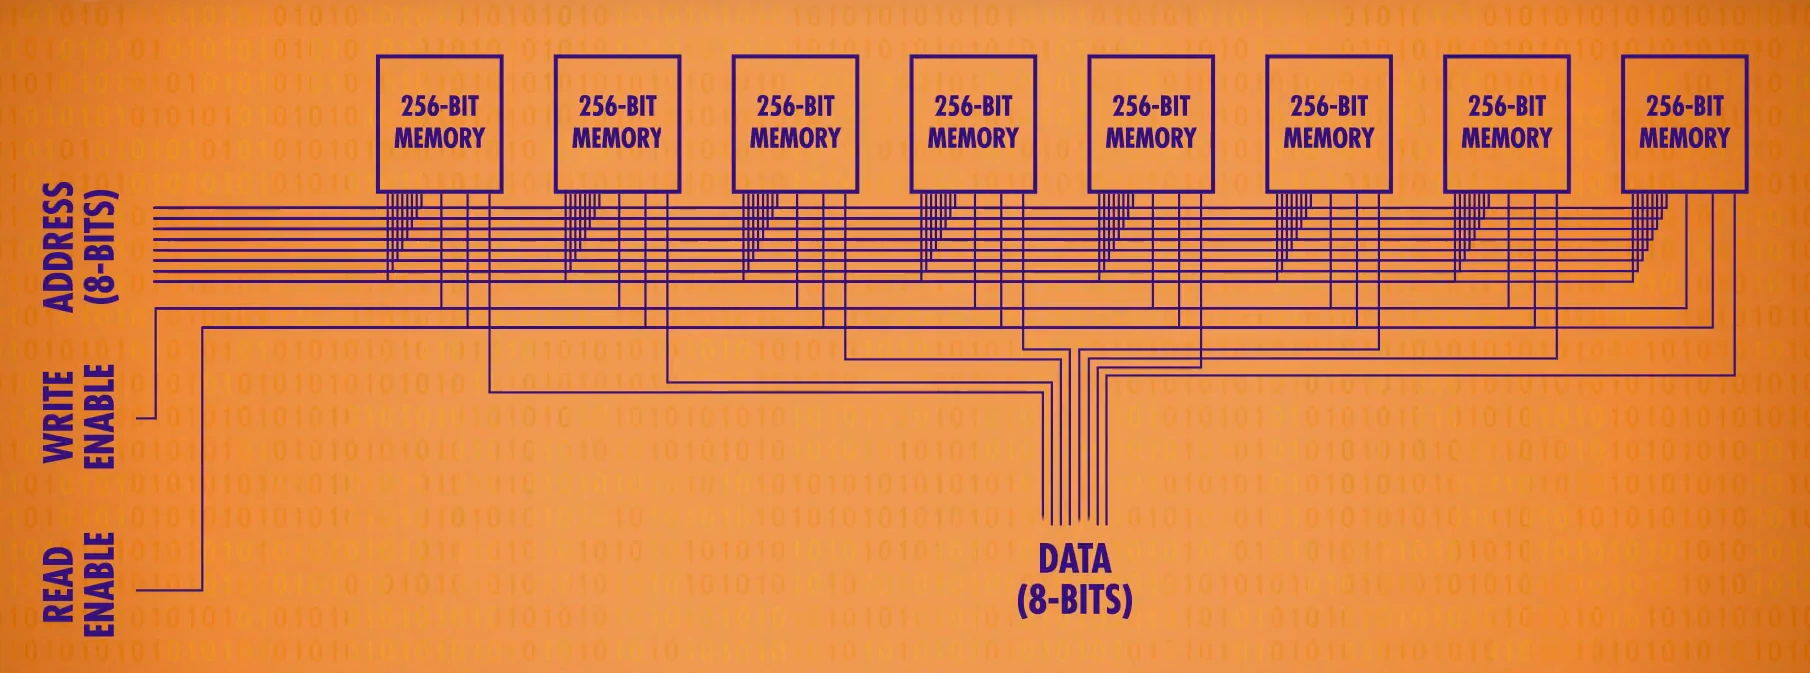 256-BIT
MEMORY
256-BIT
MEMORY
256-BIT
MEMORY
256-BIT
MEMORY
256-BIT
MEMORY
256-BIT
MEMORY
256-BIT
MEMORY
256-BIT
MEMORY
ADDRESS
(8-BITS)
WRITE
ENABLE
READ
ENABLE
DATA
(8-BITS)